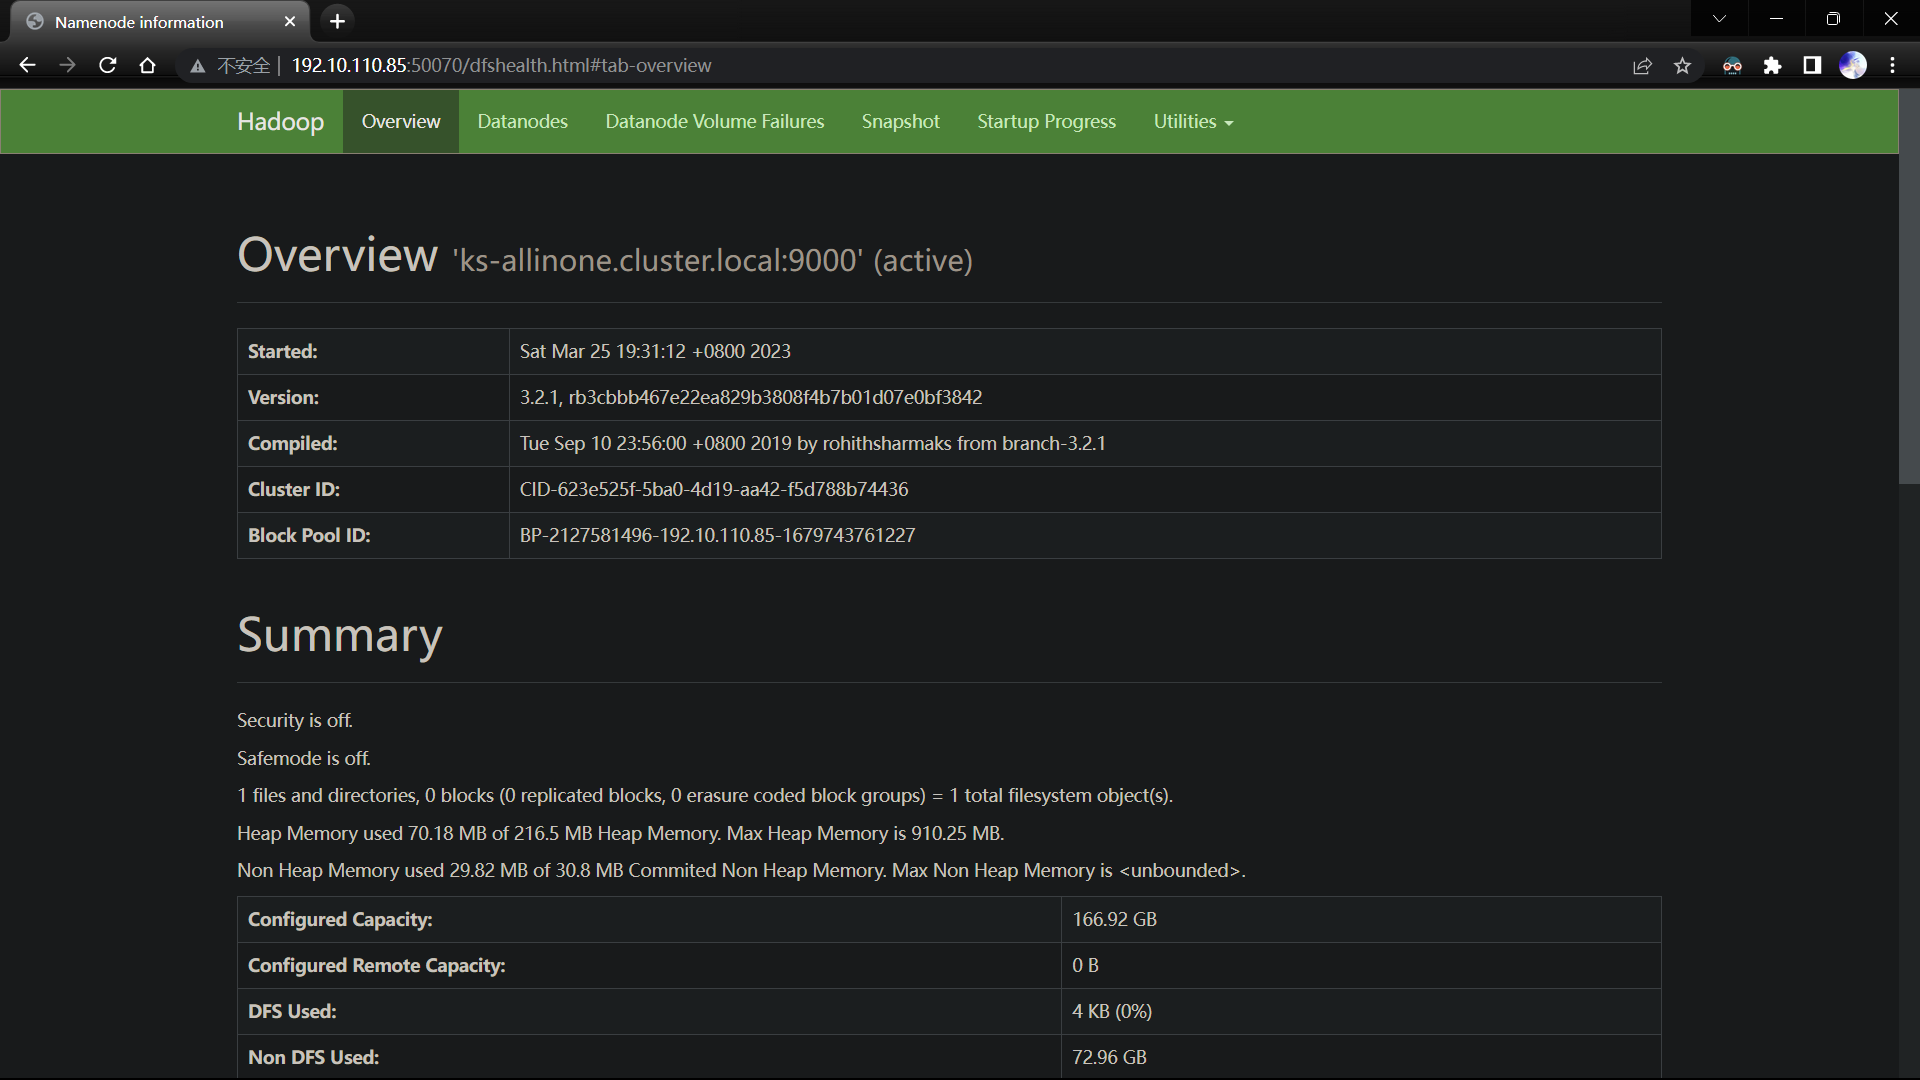 Namenode information
不安全 | 192.10.110.85:50070/dfshealth.html#tab-overview
Hadoop Overview Datanodes Datanode Volume Failures Snapshot Startup Progress Utilities
Overview 'ks-allinone.cluster.local:9000' (active)
Started: Sat Mar 25 19:31:12 +0800 2023
Version: 3.2.1, rb3cbbb467e22ea829b3808f4b7b01d07e0bf3842
Compiled: Tue Sep 10 23:56:00 +0800 2019 by rohithsharmaks from branch-3.2.1
Cluster ID: CID-623e525f-5ba0-4d19-aa42-f5d788b74436
Block Pool ID: BP-2127581496-192.10.110.85-1679743761227
Summary
Security is off.
Safemode is off.
1 files and directories, 0 blocks (0 replicated blocks, 0 erasure coded block groups) = 1 total filesystem object(s).
Heap Memory used 70.18 MB of 216.5 MB Heap Memory. Max Heap Memory is 910.25 MB.
Non Heap Memory used 29.82 MB of 30.8 MB Commited Non Heap Memory. Max Non Heap Memory is <unbounded>.
Configured Capacity: 166.92 GB
Configured Remote Capacity: 0 B
DFS Used: 4 KB (0%)
Non DFS Used: 72.96 GB